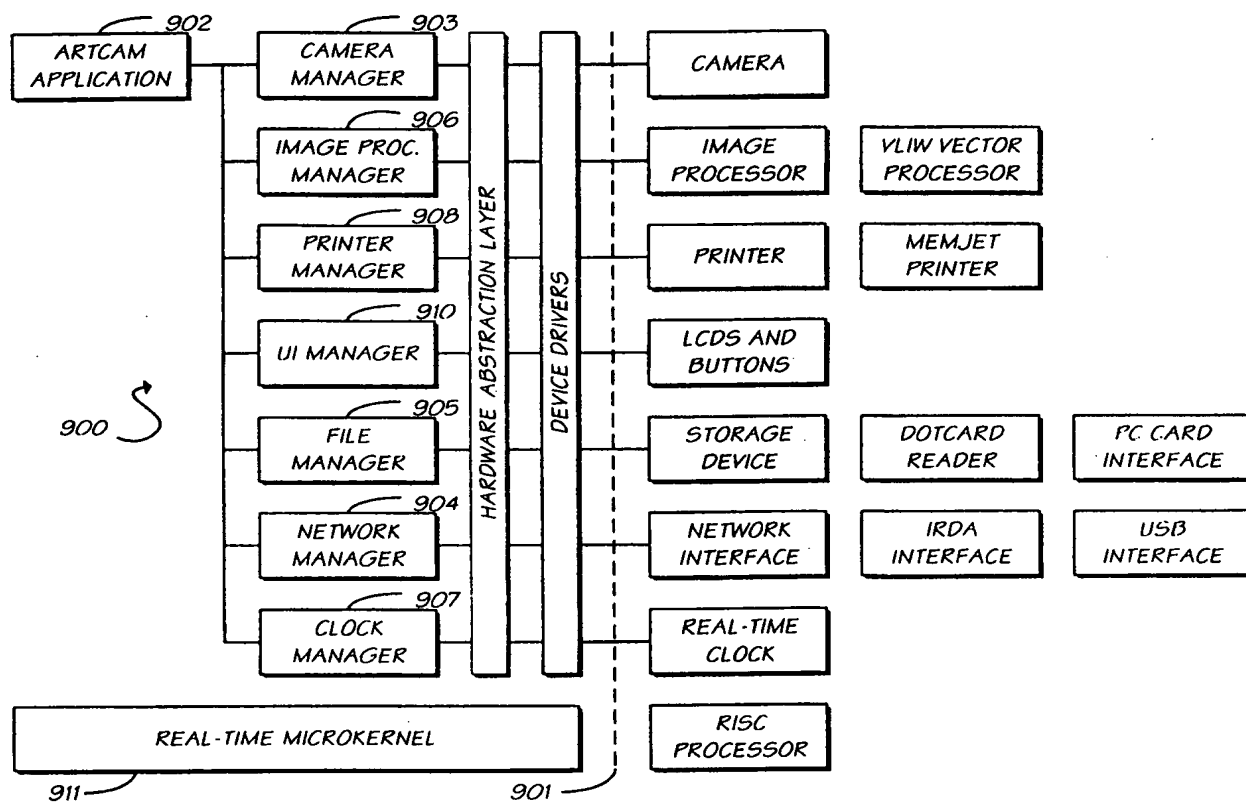 902
903
ARTCAM
APPLICATION
CAMERA
MANAGER
CAMERA
906
IMAGE PROC.
MANAGER
IMAGE
PROCESSOR
VLIW VECTOR
PROCESSOR
908
PRINTER
MANAGER
PRINTER
MEMJET
PRINTER
HARDWARE ABSTRACTION LAYER
DEVICE DRIVERS
910
UI MANAGER
LCDS AND
BUTTONS
900
905
FILE
MANAGER
STORAGE
DEVICE
DOTCARD
READER
PC CARD
INTERFACE
904
NETWORK
MANAGER
NETWORK
INTERFACE
IRDA
INTERFACE
USB
INTERFACE
907
CLOCK
MANAGER
REAL-TIME
CLOCK
REAL-TIME MICROKERNEL
RISC
PROCESSOR
911
901